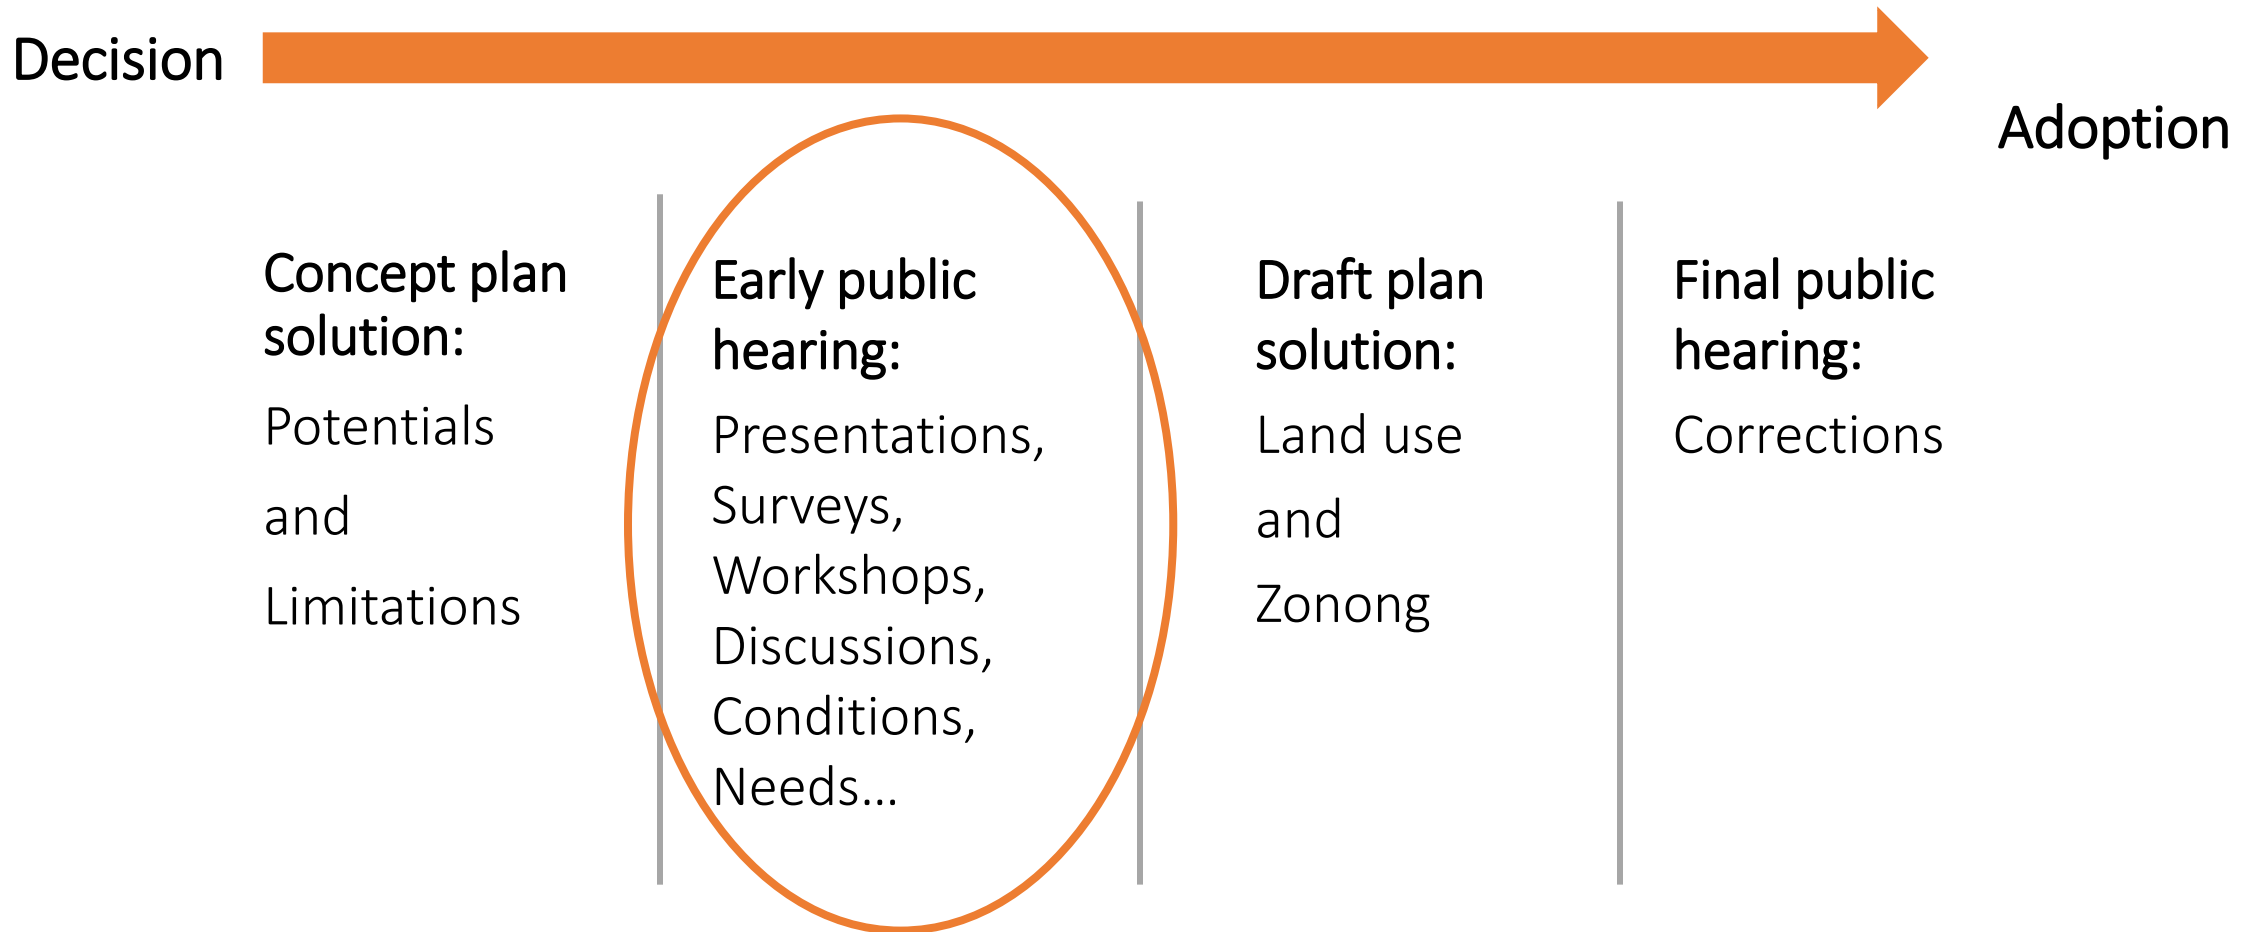 Decision
Adoption
Concept plan
solution:
Potentials
and
Limitations
Early public
hearing:
Presentations,
Surveys,
Workshops,
Discussions,
Conditions,
Needs...
Draft plan
solution:
Land use
and
Zonong
Final public
hearing:
Corrections